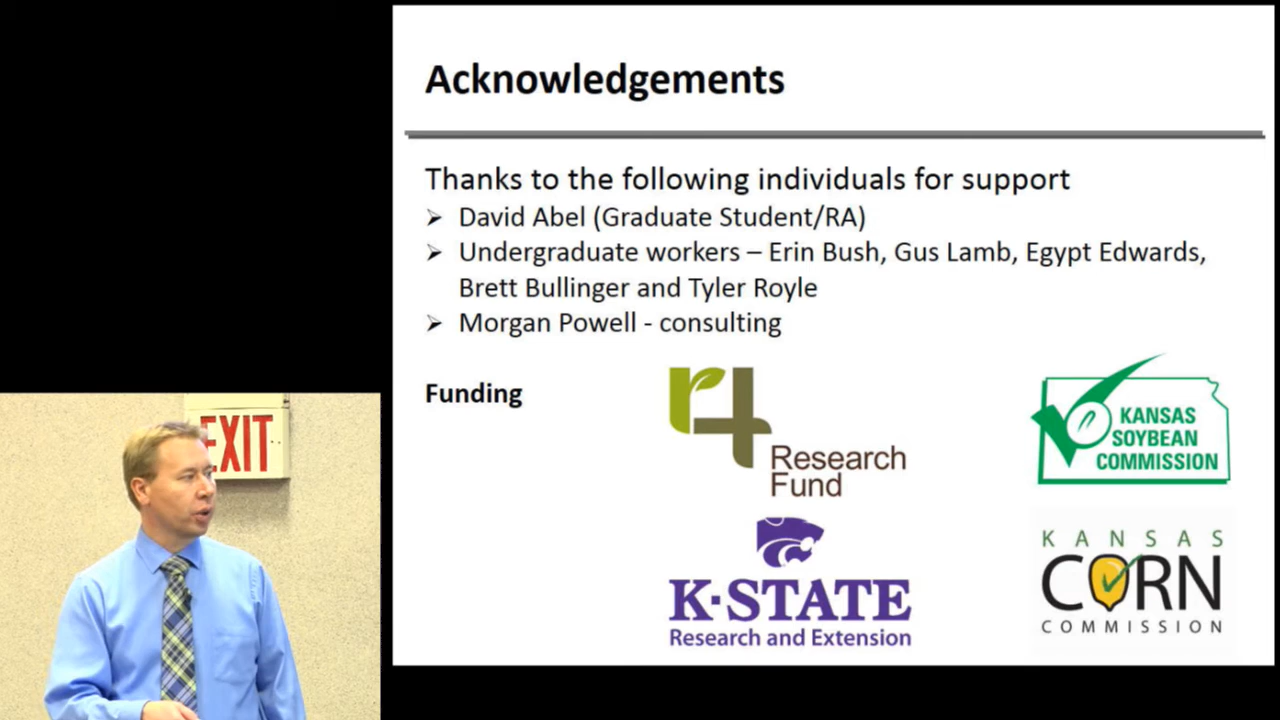 Acknowledgements
Thanks to the following individuals for support
➢ David Abel (Graduate Student/RA)
➢ Undergraduate workers – Erin Bush, Gus Lamb, Egypt Edwards,
Brett Bullinger and Tyler Royle
➢ Morgan Powell - consulting
Funding
r4
Research
Fund
KANSAS
SOYBEAN
COMMISSION
K·STATE
Research and Extension
KANSAS
CORN
COMMISSION
EXIT